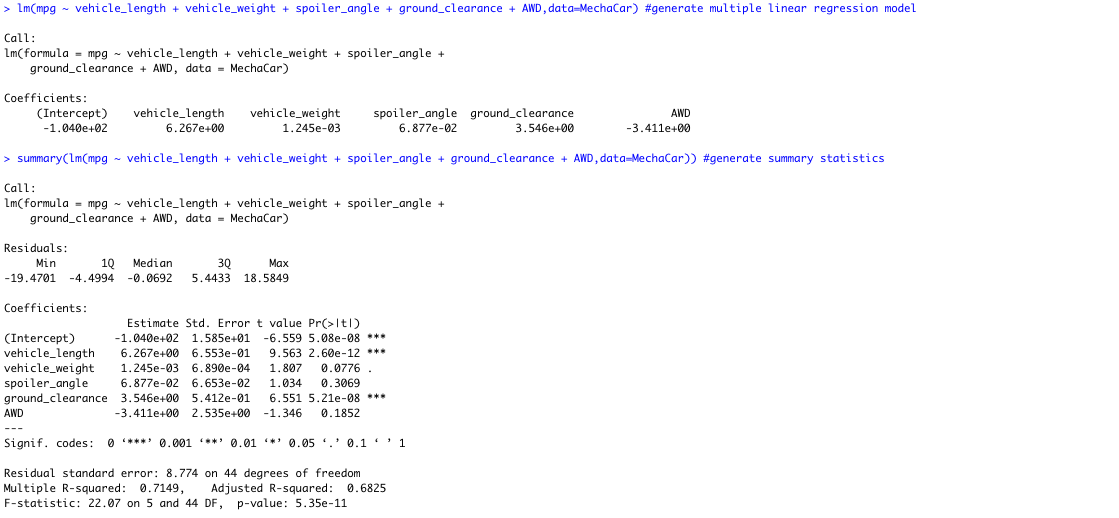 > lm(mpg ~ vehicle_length + vehicle_weight + spoiler_angle + ground_clearance + AWD,data=MechaCar) #generate multiple linear regression model
Call:
lm(formula = mpg ~ vehicle_length + vehicle_weight + spoiler_angle +
    ground_clearance + AWD, data = MechaCar)
Coefficients:
     (Intercept)    vehicle_length    vehicle_weight     spoiler_angle  ground_clearance               AWD
      -1.040e+02         6.267e+00         1.245e-03         6.877e-02         3.546e+00        -3.411e+00
> summary(lm(mpg ~ vehicle_length + vehicle_weight + spoiler_angle + ground_clearance + AWD,data=MechaCar)) #generate summary statistics
Call:
lm(formula = mpg ~ vehicle_length + vehicle_weight + spoiler_angle +
    ground_clearance + AWD, data = MechaCar)
Residuals:
     Min       1Q   Median       3Q      Max
-19.4701  -4.4994  -0.0692   5.4433  18.5849
Coefficients:
                   Estimate Std. Error t value Pr(>|t|)
(Intercept)      -1.040e+02  1.585e+01  -6.559 5.08e-08 ***
vehicle_length    6.267e+00  6.553e-01   9.563 2.60e-12 ***
vehicle_weight    1.245e-03  6.890e-04   1.807   0.0776 .
spoiler_angle     6.877e-02  6.653e-02   1.034   0.3069
ground_clearance  3.546e+00  5.412e-01   6.551 5.21e-08 ***
AWD              -3.411e+00  2.535e+00  -1.346   0.1852
---
Signif. codes:  0 ‘***’ 0.001 ‘**’ 0.01 ‘*’ 0.05 ‘.’ 0.1 ‘ ’ 1
Residual standard error: 8.774 on 44 degrees of freedom
Multiple R-squared:  0.7149,	Adjusted R-squared:  0.6825
F-statistic: 22.07 on 5 and 44 DF,  p-value: 5.35e-11